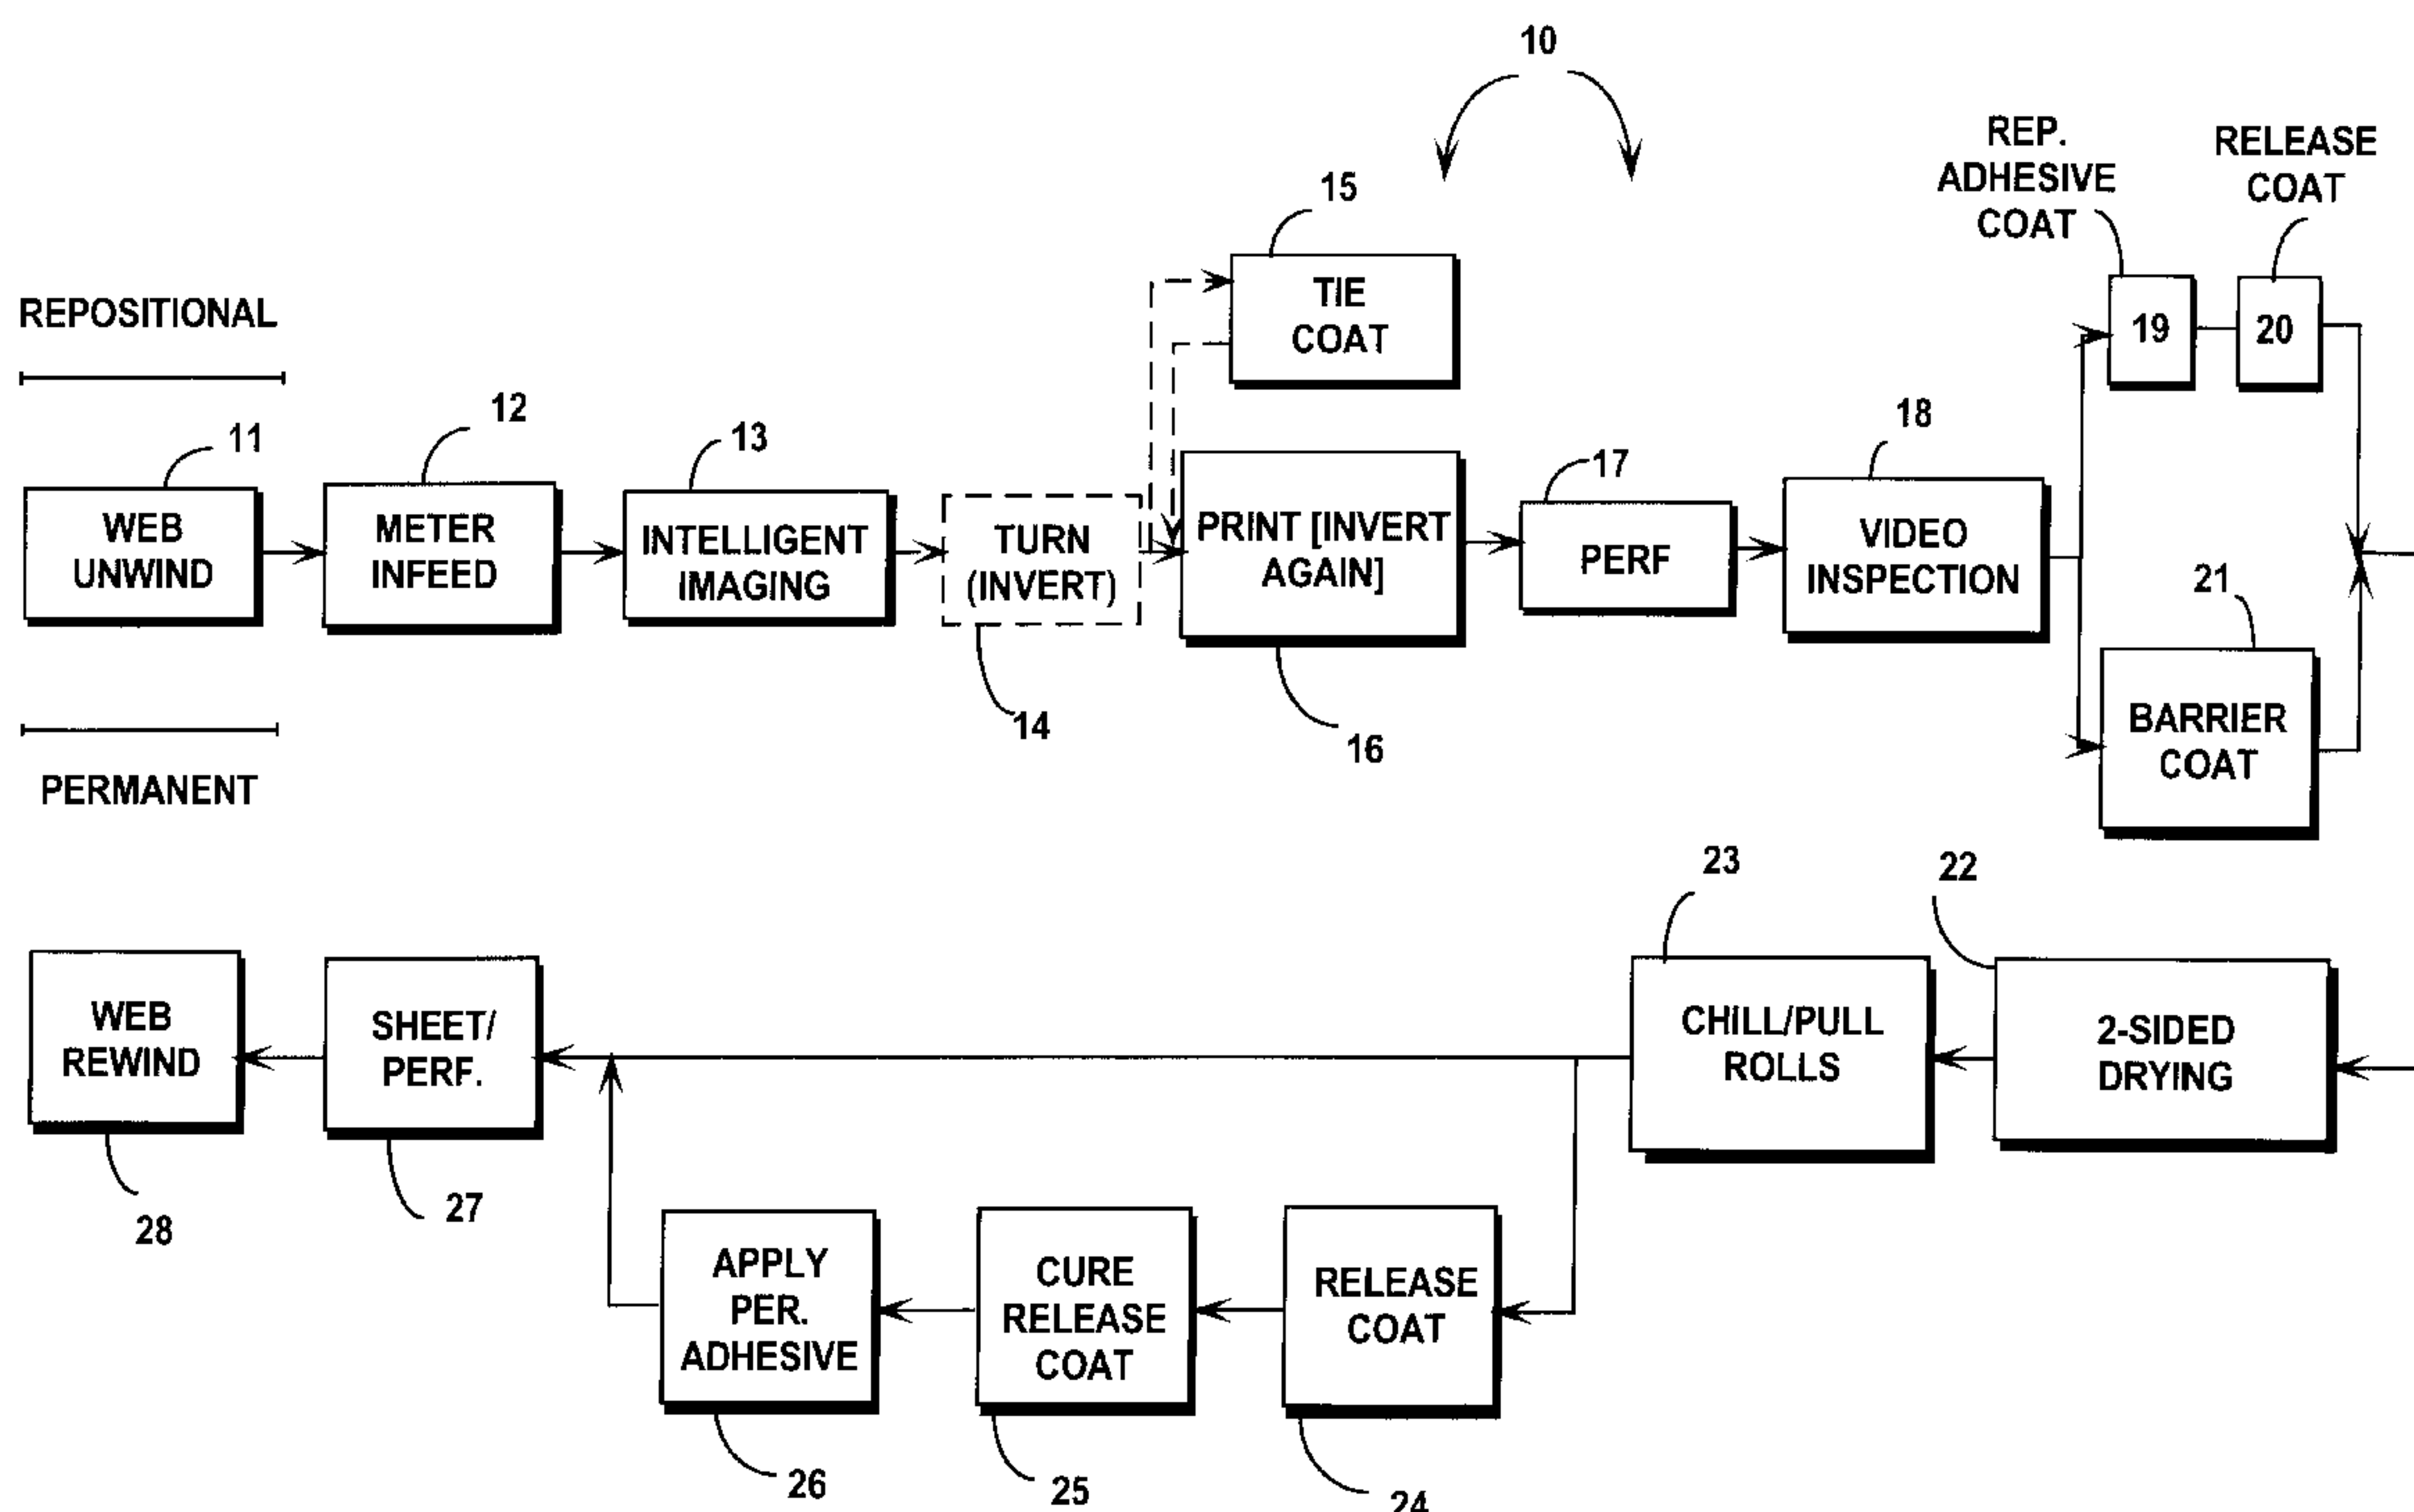 10
REP.
ADHESIVE
COAT
RELEASE
COAT
15
TIE
COAT
19
20
REPOSITIONAL
11
12
13
17
18
WEB
UNWIND
METER
INFEED
INTELLIGENT
IMAGING
TURN
(INVERT)
PRINT [INVERT
AGAIN]
PERF
VIDEO
INSPECTION
21
14
16
BARRIER
COAT
PERMANENT
23
22
WEB
REWIND
SHEET/
PERF.
CHILL/PULL
ROLLS
2-SIDED
DRYING
28
27
APPLY
PER.
ADHESIVE
CURE
RELEASE
COAT
RELEASE
COAT
26
25
24